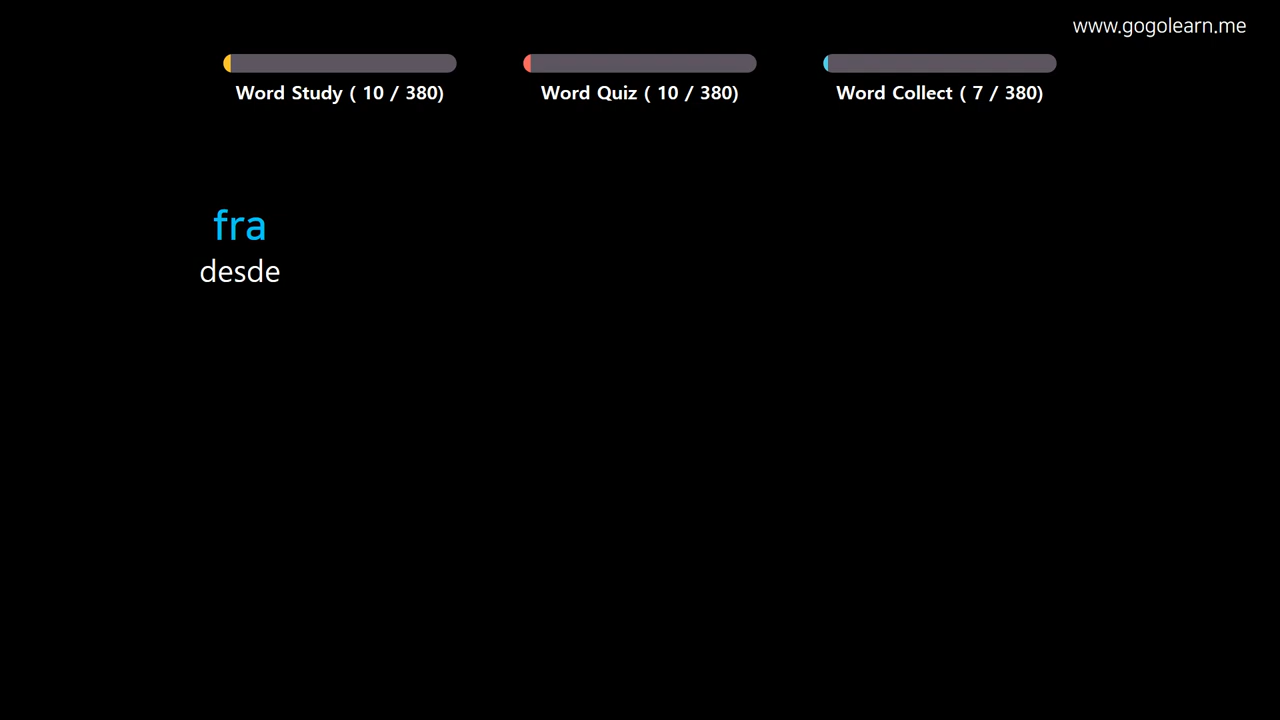 www.gogolearn.me
Word Study ( 10 / 380)
Word Quiz ( 10 / 380)
Word Collect ( 7 / 380)
fra
desde